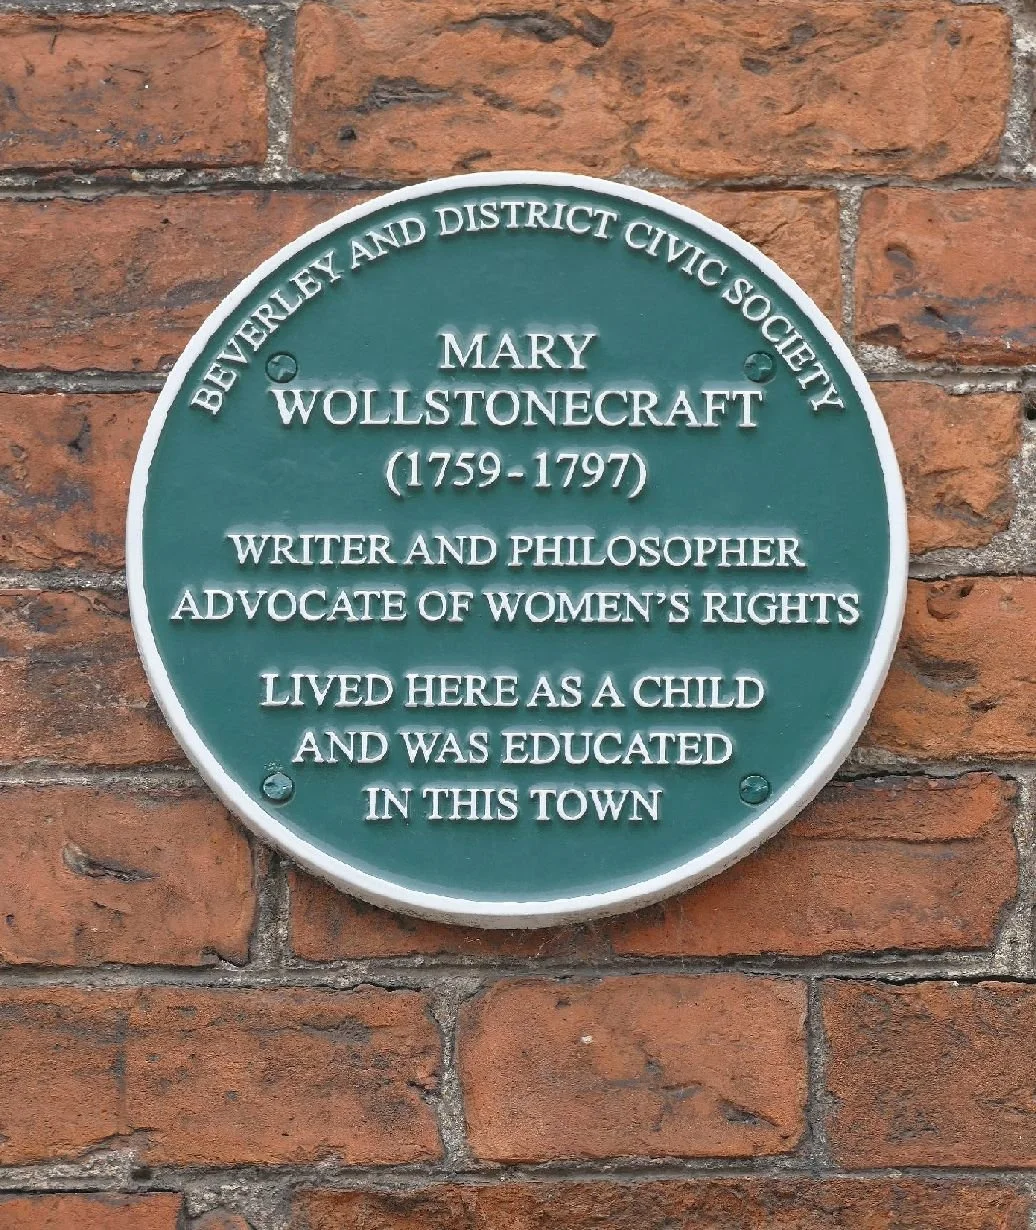 BEVERLEY AND DISTRICT CIVIC SOCIETY
MARY
WOLLSTONECRAFT
(1759-1797)
WRITER AND PHILOSOPHER
ADVOCATE OF WOMEN'S RIGHTS
LIVED HERE AS A CHILD
AND WAS EDUCATED
IN THIS TOWN